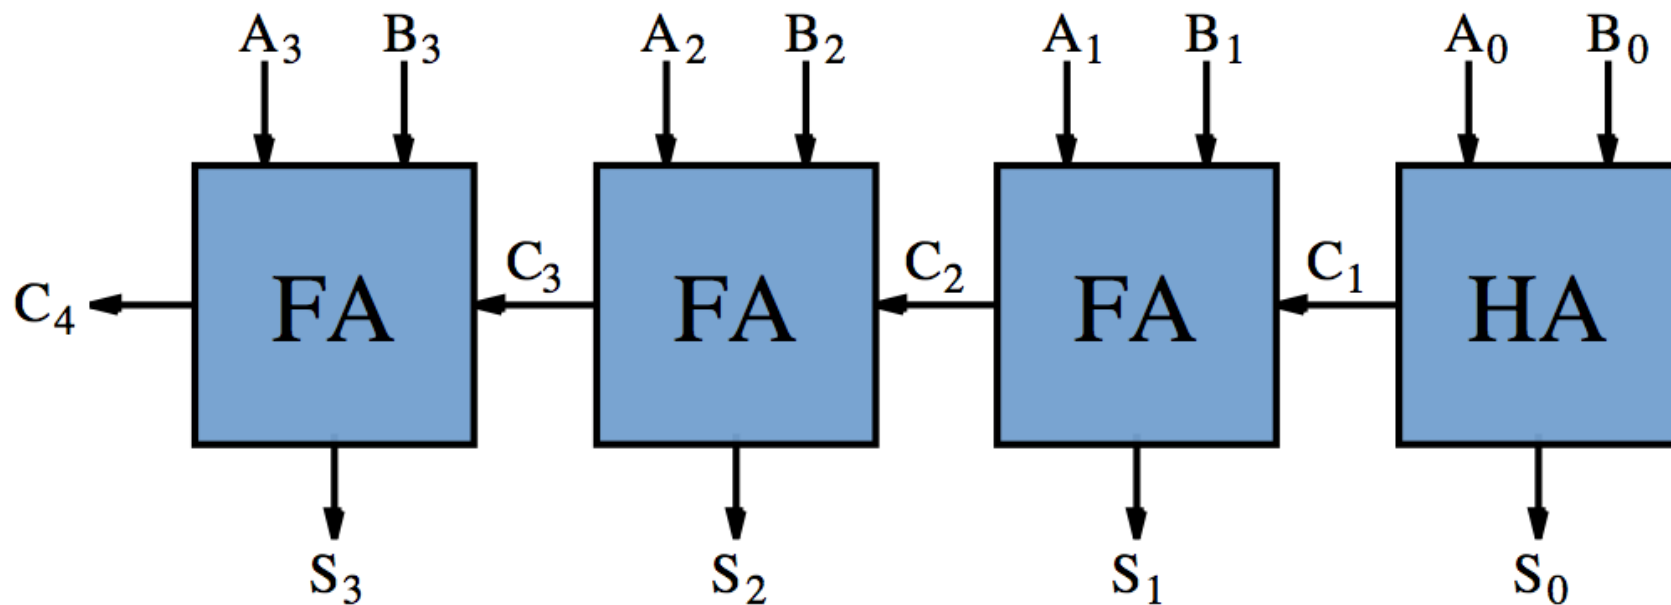 A₃ B₃ A₂ B₂ A₁ B₁ A₀ B₀
C₄ FA C₃ FA C₂ FA C₁ HA
S₃ S₂ S₁ S₀